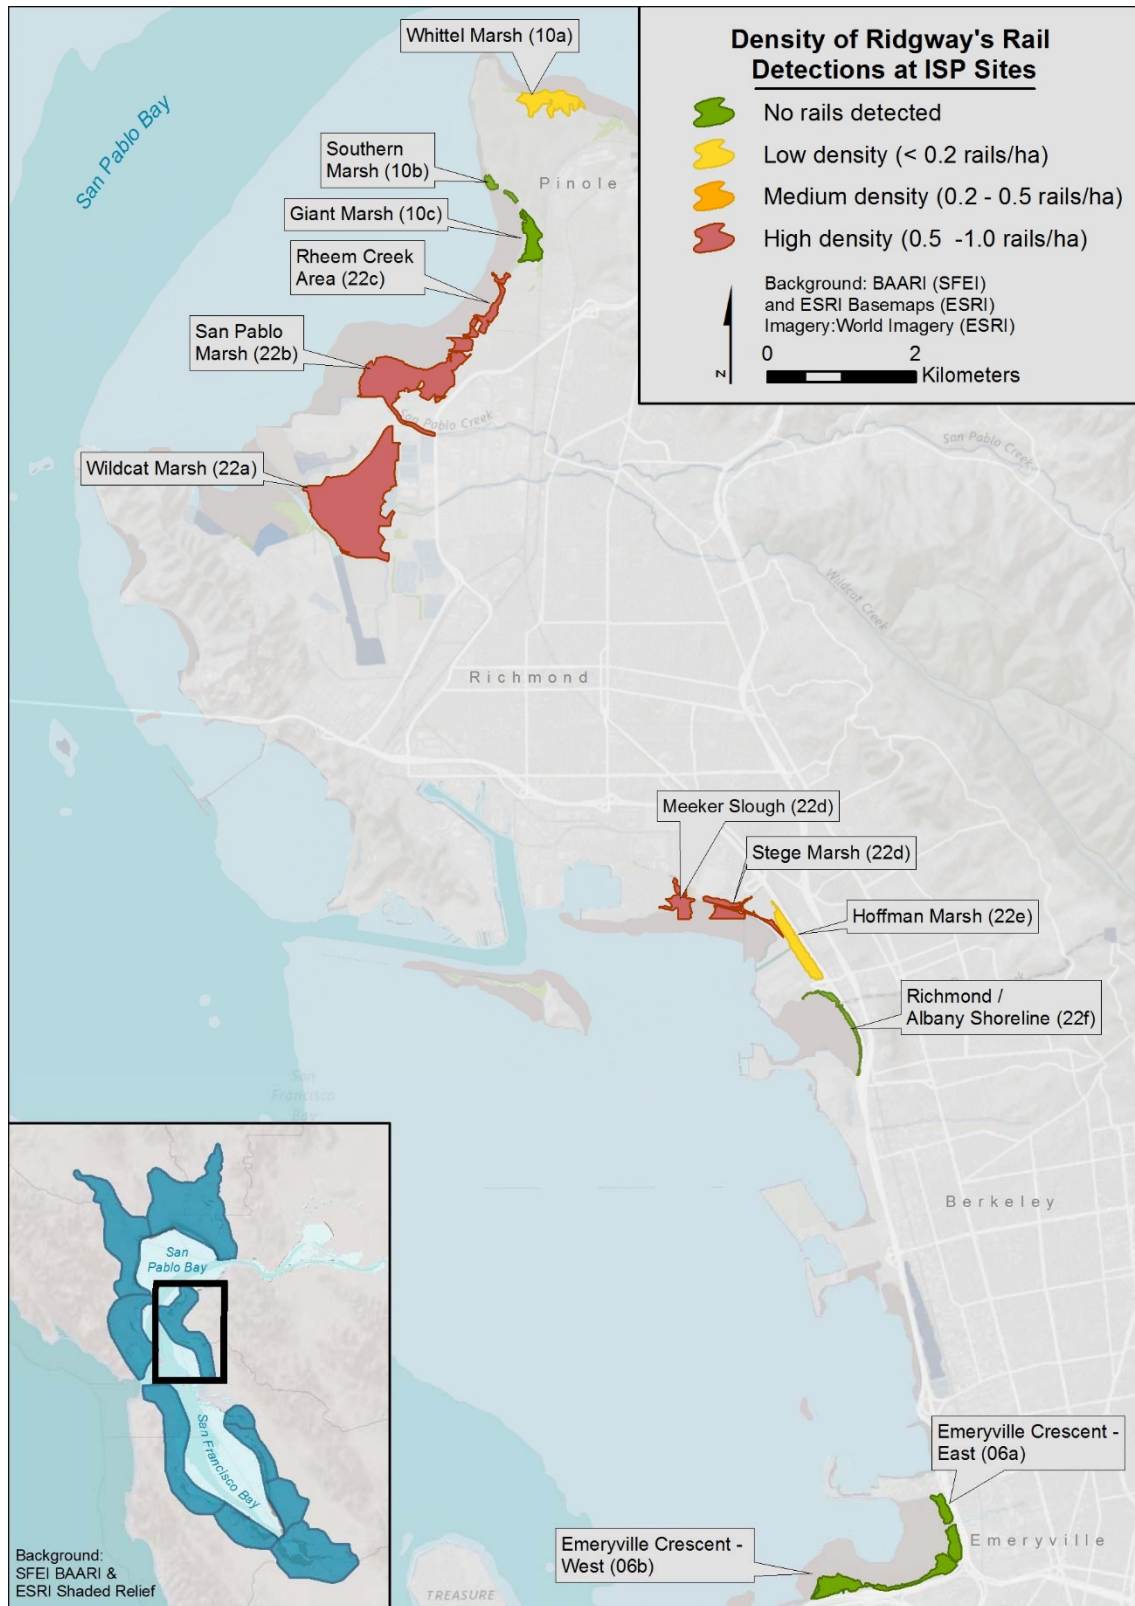 Whittel Marsh (10a)
San Pablo Bay
Southern
Marsh (10b)
Pinole
Giant Marsh (10c)
Rheem Creek
Area (22c)
San Pablo
Marsh (22b)
San Pablo Creek
San Pablo Creek
Wildcat Marsh (22a)
Wildcat Creek
Richmond
Density of Ridgway's Rail
Detections at ISP Sites
No rails detected
Low density (< 0.2 rails/ha)
Medium density (0.2 - 0.5 rails/ha)
High density (0.5 -1.0 rails/ha)
Background: BAARI (SFEI)
and ESRI Basemaps (ESRI)
Imagery:World Imagery (ESRI)
N
0 2
Kilometers
Meeker Slough (22d)
Stege Marsh (22d)
Hoffman Marsh (22e)
Richmond /
Albany Shoreline (22f)
San
Francisco
Bay
Berkeley
Emeryville Crescent -
East (06a)
Emeryville
Emeryville Crescent -
West (06b)
TREASURE
San
Pablo Bay
San Francisco Bay
Background:
SFEI BAARI &
ESRI Shaded Relief